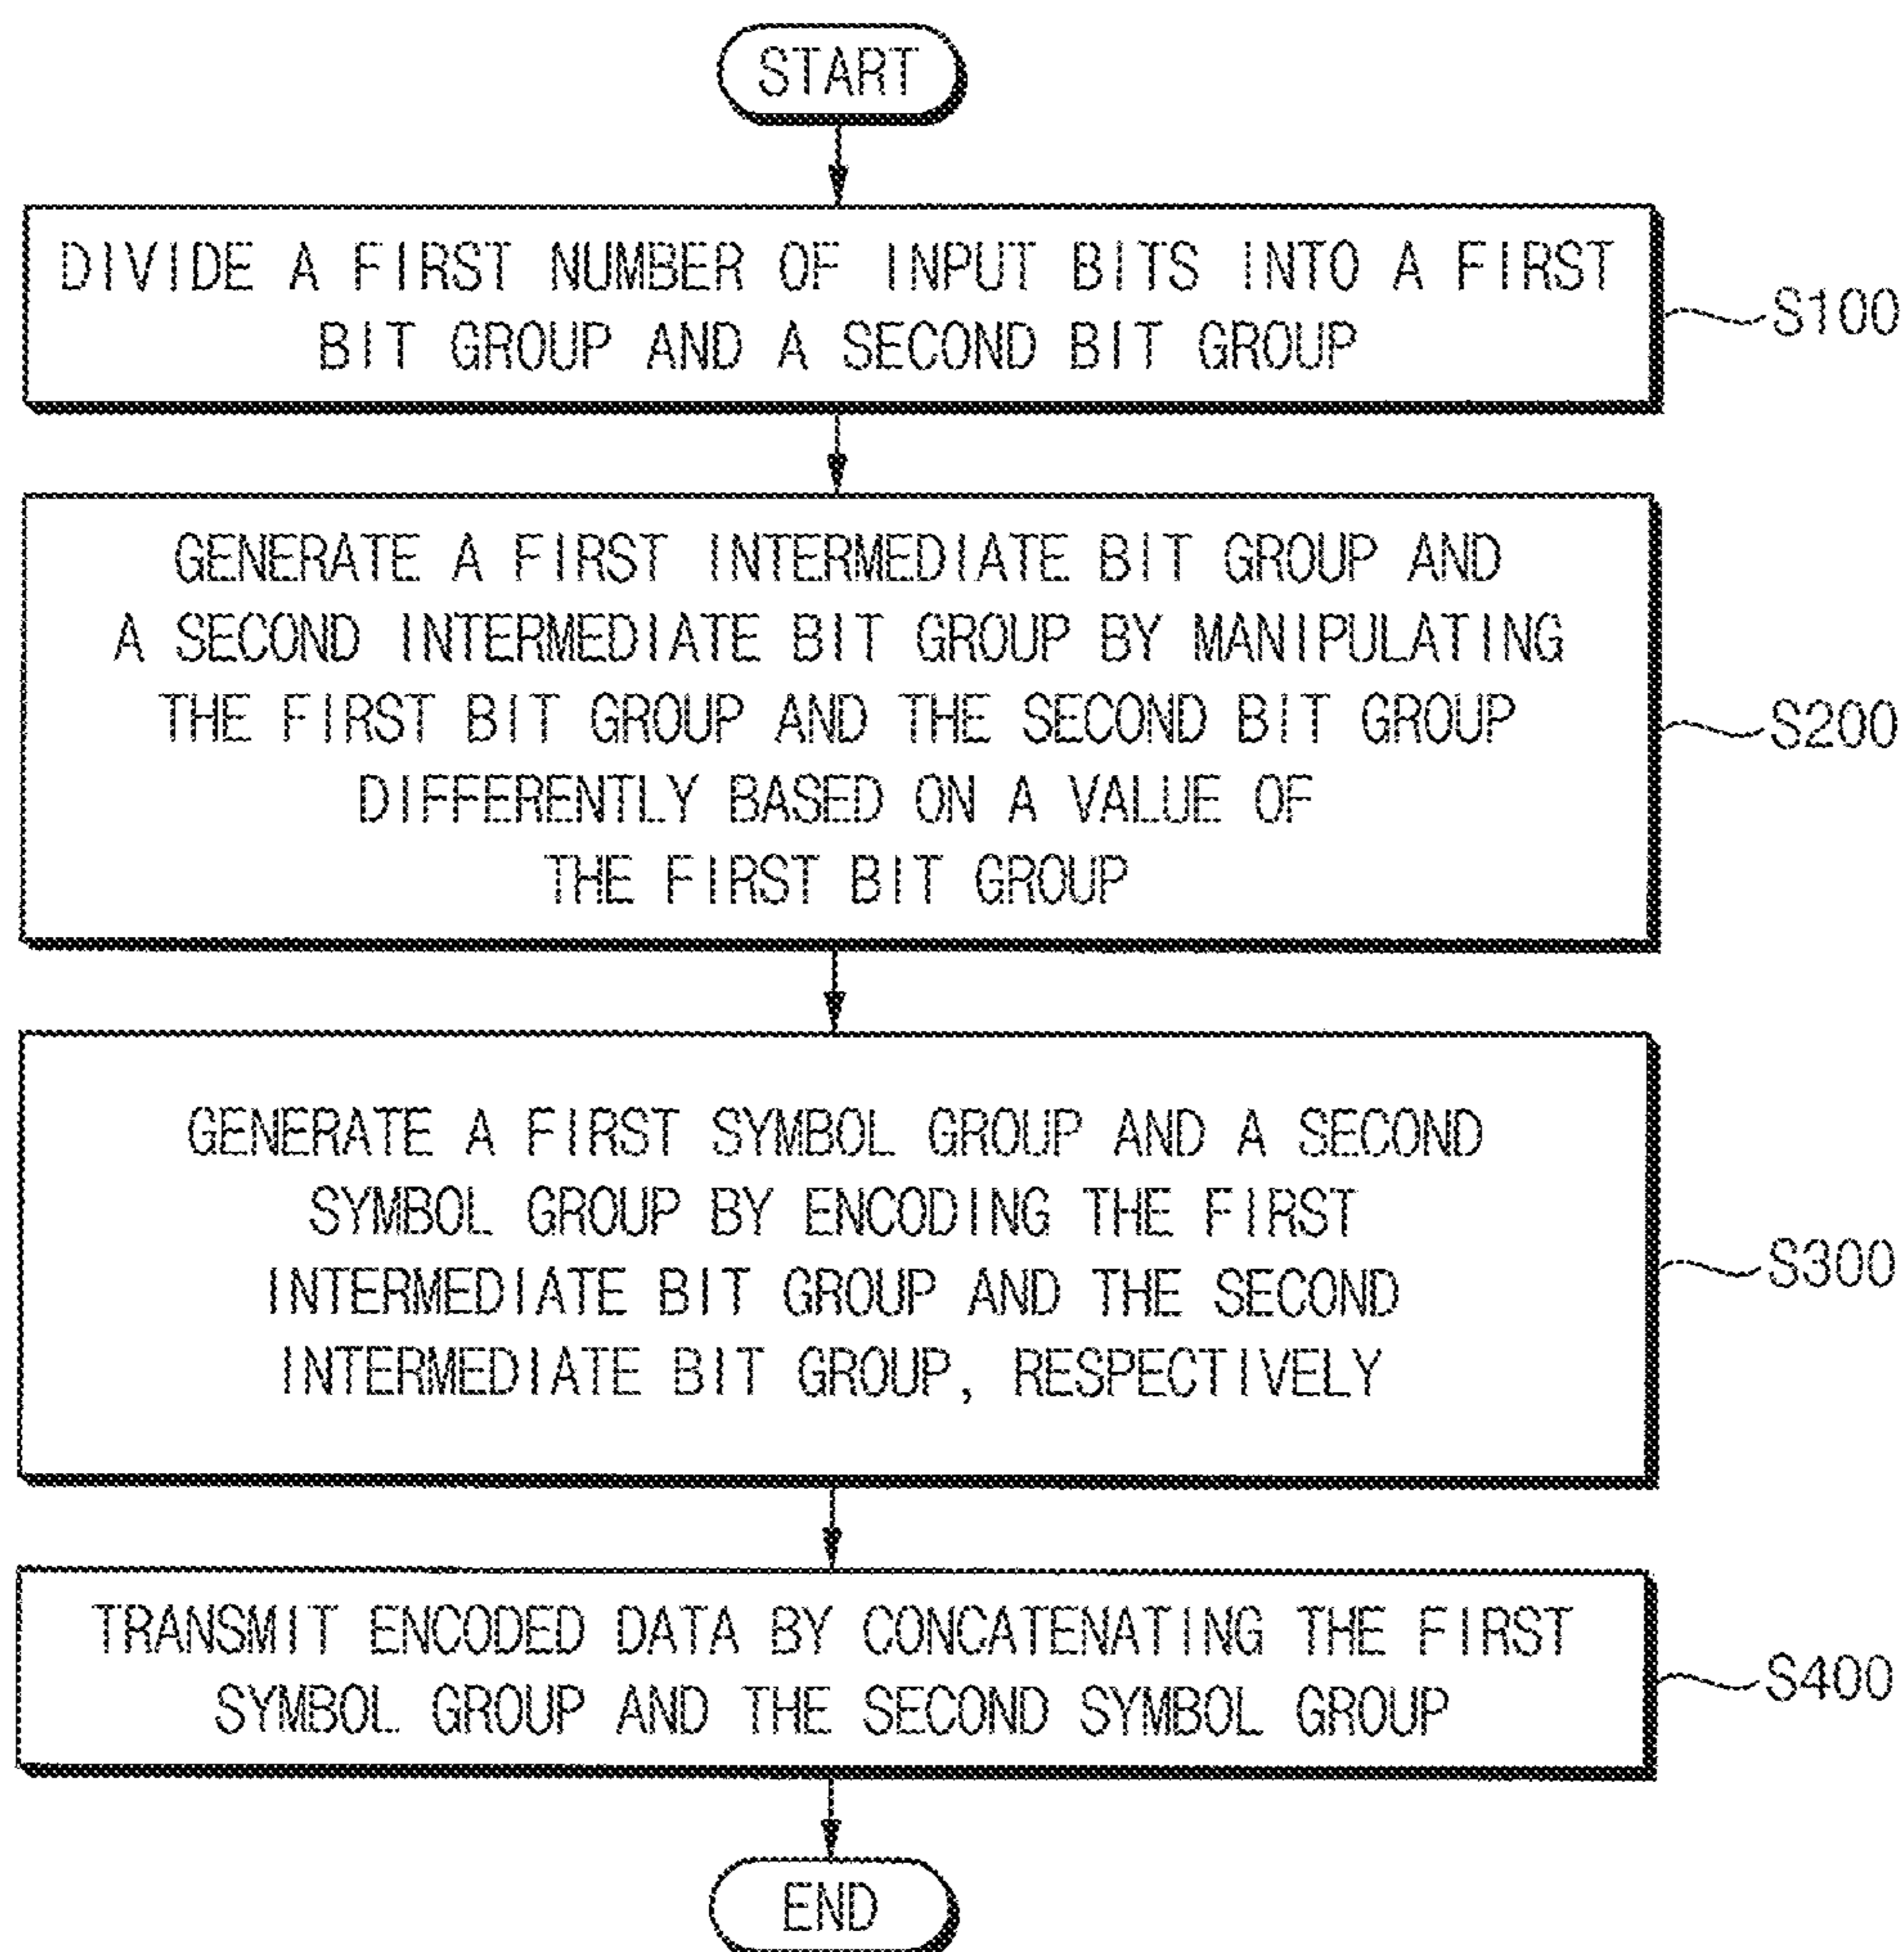 START
DIVIDE A FIRST NUMBER OF INPUT BITS INTO A FIRST
BIT GROUP AND A SECOND BIT GROUP
S100
GENERATE A FIRST INTERMEDIATE BIT GROUP AND
A SECOND INTERMEDIATE BIT GROUP BY MANIPULATING
THE FIRST BIT GROUP AND THE SECOND BIT GROUP
DIFFERENTLY BASED ON A VALUE OF
THE FIRST BIT GROUP
S200
GENERATE A FIRST SYMBOL GROUP AND A SECOND
SYMBOL GROUP BY ENCODING THE FIRST
INTERMEDIATE BIT GROUP AND THE SECOND
INTERMEDIATE BIT GROUP, RESPECTIVELY
S300
TRANSMIT ENCODED DATA BY CONCATENATING THE FIRST
SYMBOL GROUP AND THE SECOND SYMBOL GROUP
S400
END